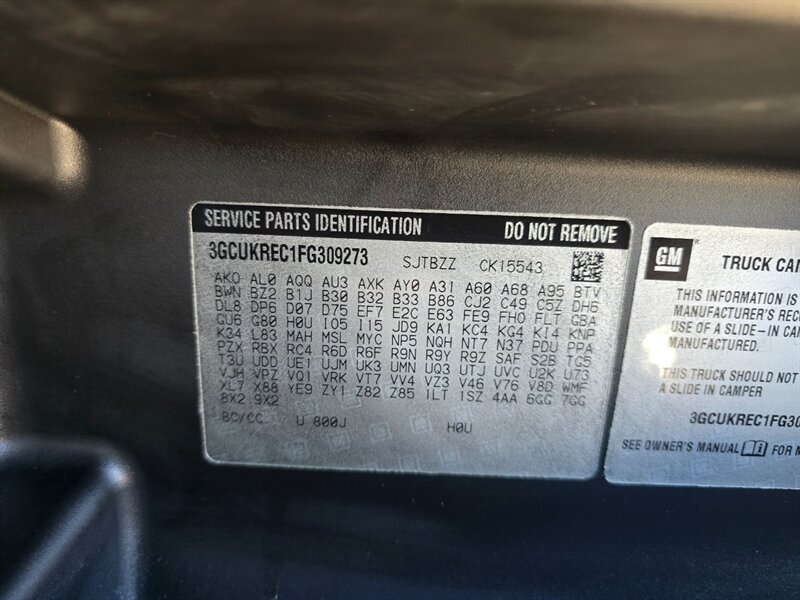 SERVICE PARTS IDENTIFICATION DO NOT REMOVE
3GCUKREC1FG309273 SJTBZZ CK15543
AKO AL0 AQQ AU3 AXK AY0 A31 A60 A68 A95 BTV
BWN BZ2 B1J B30 B32 B33 B86 CJ2 C49 C5Z DH6
DL8 DP6 D07 D75 EF7 E2C E63 FE9 FHO FLT GBA
GU6 G80 H0U IO5 I15 JD9 KA1 KC4 KG4 KI4 KNP
K34 L83 MAH MSL MYC NP5 NQH NT7 N37 PDU PPA
PZX R8X RC4 R6D R6F R9N R9Y R9Z SAF S2B TG5
T3U UDD UE1 UJM UK3 UMN UQ3 UTJ UVC U2K U73
VJH VPZ VQ1 VRK VT7 VV4 VZ3 V46 V76 V8D WMF
XL7 X88 YE9 ZY1 Z82 Z85 1LT 1SZ 4AA 6GG 7GG
8X2 9X2
BC/CC U 800J H0U
GM TRUCK CA
THIS INFORMATION IS
MANUFACTURER'S REC
USE OF A SLIDE-IN CA
MANUFACTURED.
THIS TRUCK SHOULD NOT
A SLIDE IN CAMPER
3GCUKREC1FG30
SEE OWNER'S MANUAL FOR M